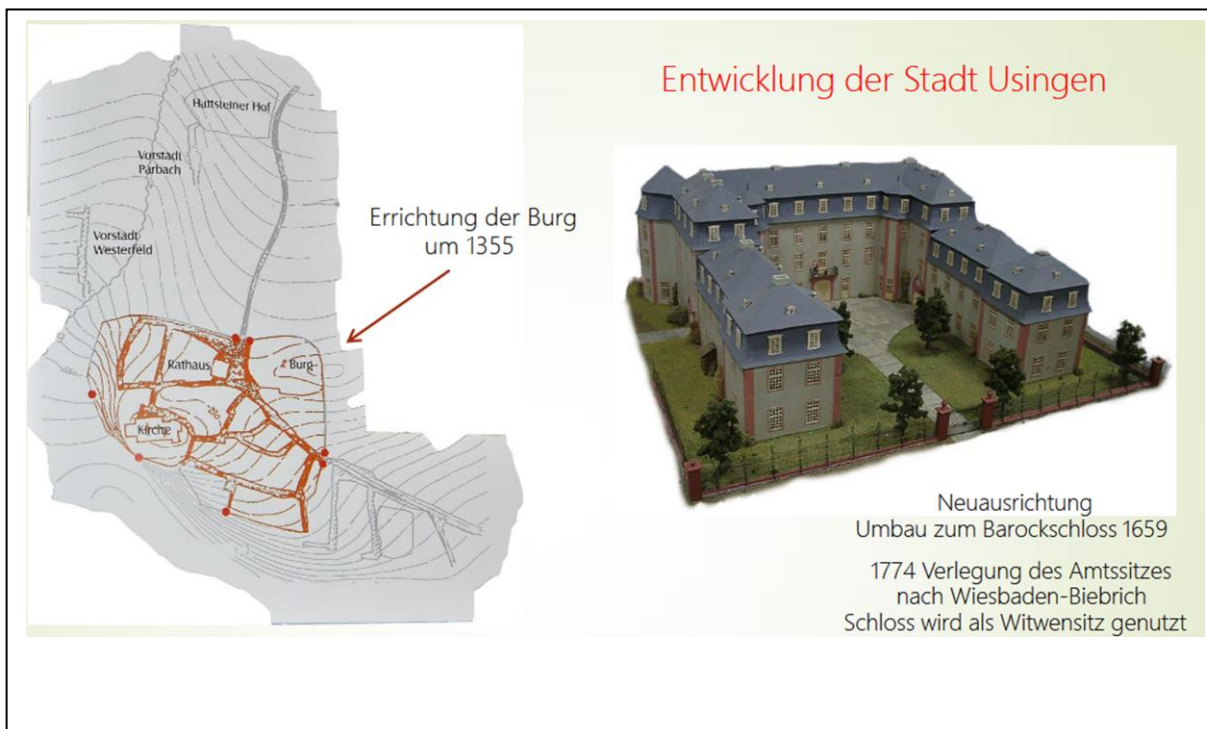 Entwicklung der Stadt Usingen
Hattsteiner Hof
Vorstadt
Parbach
Vorstadt
Westerfeld
Errichtung der Burg
um 1355
Rathaus
Burg
Kirche
Neuausrichtung
Umbau zum Barockschloss 1659
1774 Verlegung des Amtssitzes
nach Wiesbaden-Biebrich
Schloss wird als Witwensitz genutzt